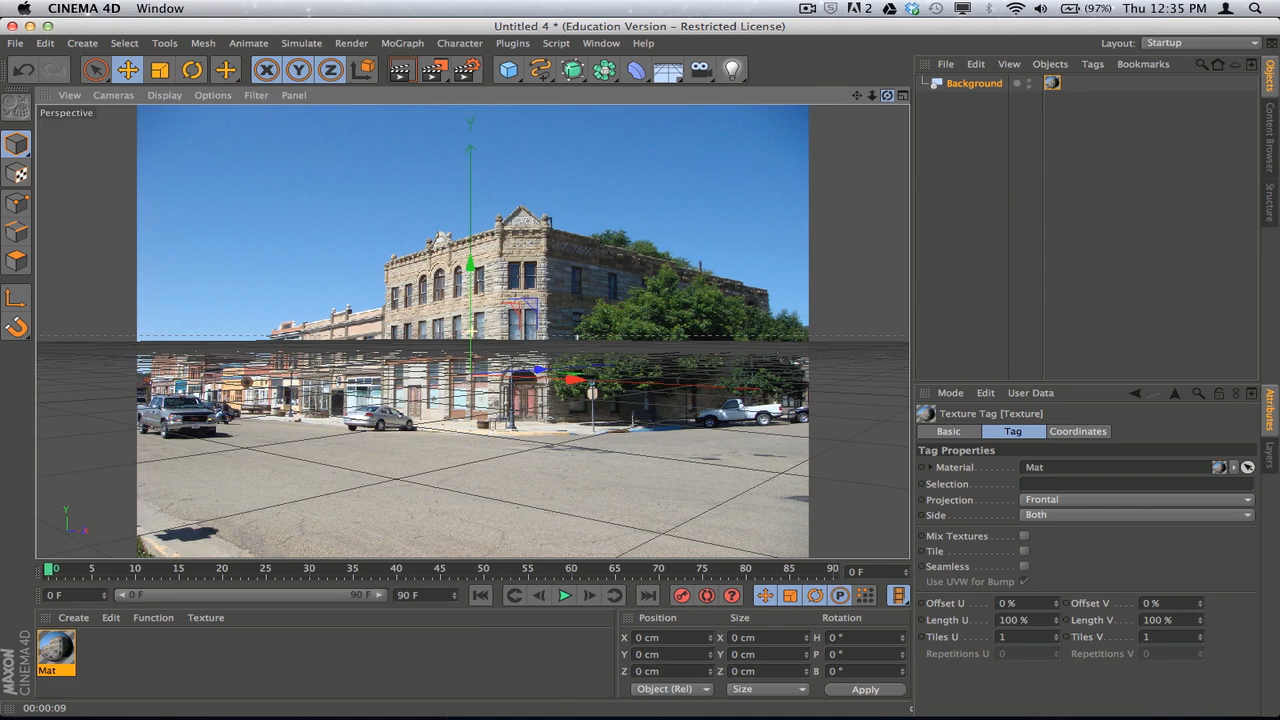 CINEMA 4D Window 2 (97%) Thu 12:35 PM
Untitled 4 * (Education Version - Restricted License)
File Edit Create Select Tools Mesh Animate Simulate Render MoGraph Character Plugins Script Window Help Layout: Startup
X Y Z
File Edit View Objects Tags Bookmarks
Background
View Cameras Display Options Filter Panel
Perspective
Y
Y
X
Objects
Content Browser
Structure
Mode Edit User Data
Texture Tag [Texture]
Basic Tag Coordinates
Tag Properties
Material Mat
Selection
Projection Frontal
Side Both
Mix Textures
Tile
Seamless
Use UVW for Bump
Offset U 0 % Offset V 0 %
Length U 100 % Length V 100 %
Tiles U 1 Tiles V 1
Repetitions U 0 Repetitions V 0
Attributes
Layers
0 5 10 15 20 25 30 35 40 45 50 55 60 65 70 75 80 85 90 0 F
0 F 0 F 90 F 90 F P
Create Edit Function Texture
Mat
Position Size Rotation
X 0 cm X 0 cm H 0 °
Y 0 cm Y 0 cm P 0 °
Z 0 cm Z 0 cm B 0 °
Object (Rel) Size Apply
MAXON
CINEMA 4D
00:00:09